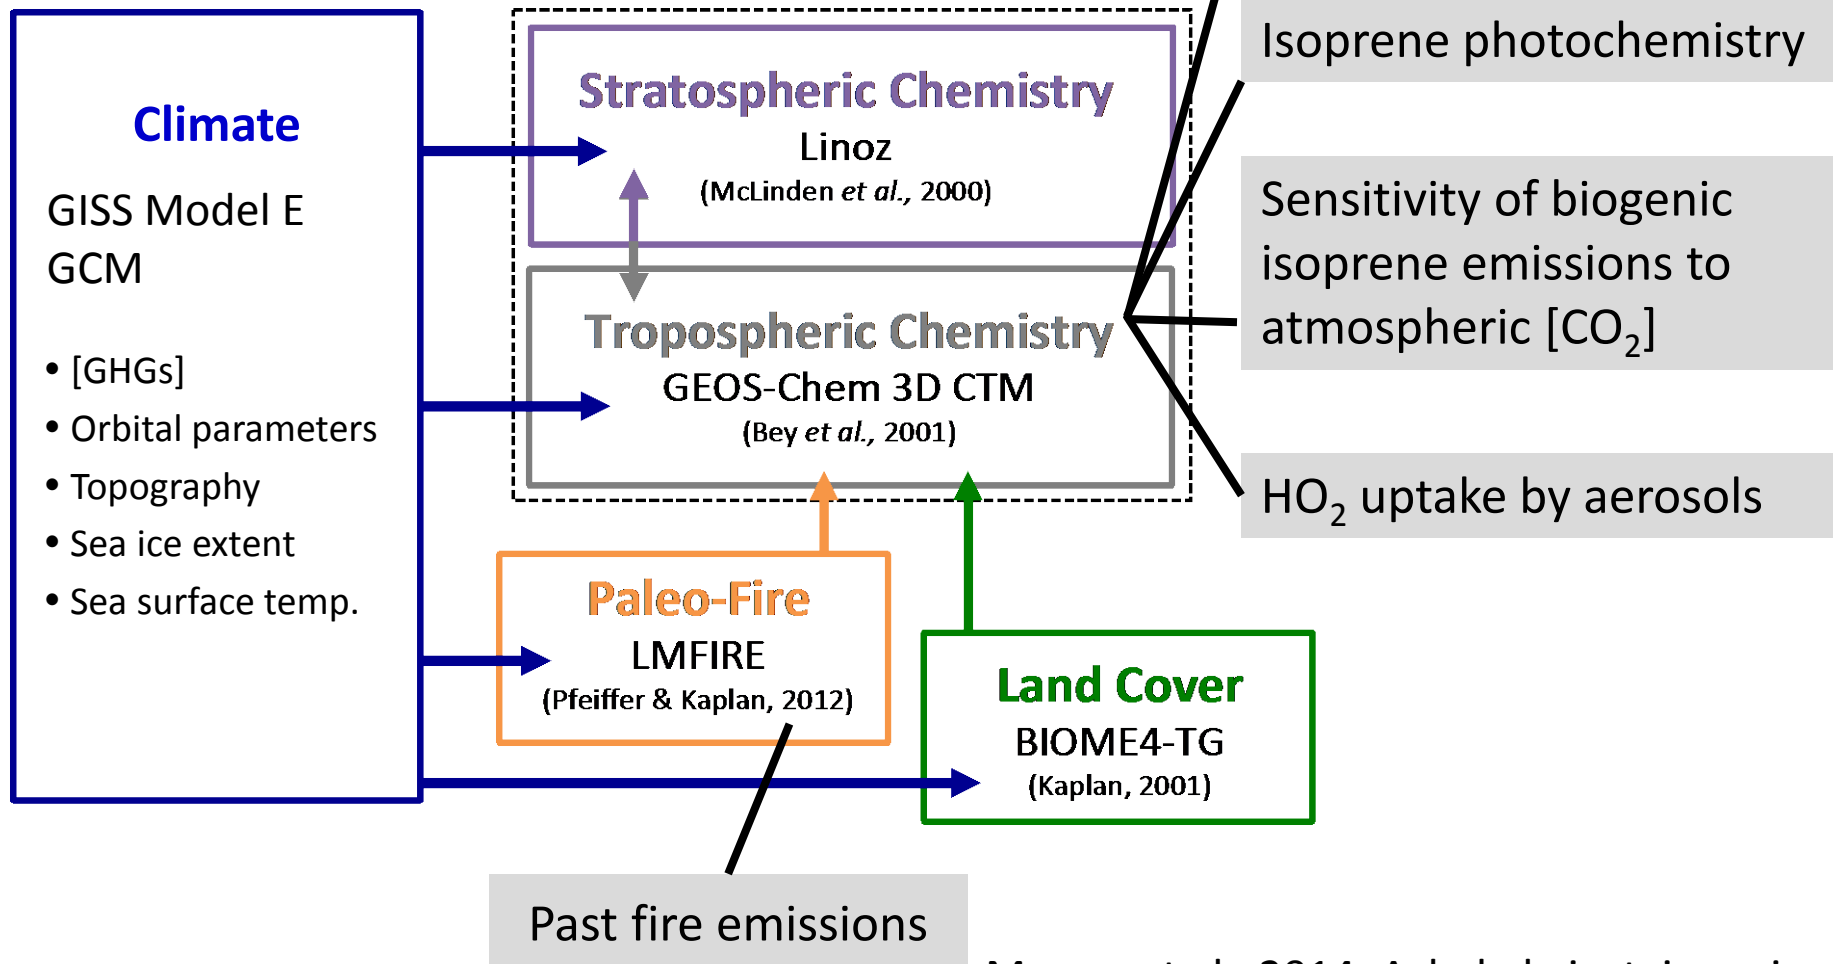 Climate
GISS Model E
GCM
• [GHGs]
• Orbital parameters
• Topography
• Sea ice extent
• Sea surface temp.
Stratospheric Chemistry
Linoz
(McLinden et al., 2000)
Tropospheric Chemistry
GEOS-Chem 3D CTM
(Bey et al., 2001)
Paleo-Fire
LMFIRE
(Pfeiffer & Kaplan, 2012)
Land Cover
BIOME4-TG
(Kaplan, 2001)
Isoprene photochemistry
Sensitivity of biogenic
isoprene emissions to
atmospheric [CO₂]
HO₂ uptake by aerosols
Past fire emissions